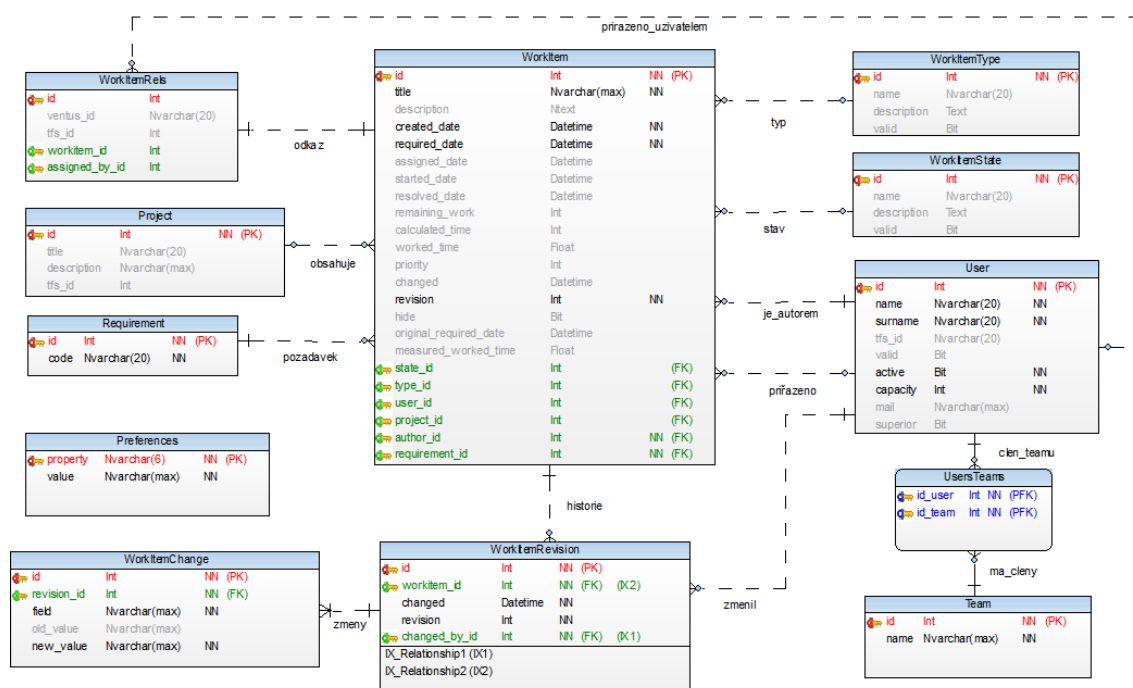 prirazeno_uzivatelem
WorkItemRels
id Int
ventus_id Nvarchar(20)
tfs_id Int
workitem_id Int
assigned_by_id Int
odkaz
Project
id Int NN (PK)
title Nvarchar(20)
description Nvarchar(max)
tfs_id Int
obsahuje
Requirement
id Int NN (PK)
code Nvarchar(20) NN
pozadavek
Preferences
property Nvarchar(6) NN (PK)
value Nvarchar(max) NN
WorkItemChange
id Int NN (PK)
revision_id Int NN (FK)
field Nvarchar(max) NN
old_value Nvarchar(max)
new_value Nvarchar(max) NN
zmeny
WorkItem
id Int NN (PK)
title Nvarchar(max) NN
description Ntext
created_date Datetime NN
required_date Datetime NN
assigned_date Datetime
started_date Datetime
resolved_date Datetime
remaining_work Int
calculated_time Int
worked_time Float
priority Int
changed Datetime
revision Int NN
hide Bit
original_required_date Datetime
measured_worked_time Float
state_id Int (FK)
type_id Int (FK)
user_id Int (FK)
project_id Int (FK)
author_id Int NN (FK)
requirement_id Int NN (FK)
historie
WorkItemRevision
id Int NN (PK)
workitem_id Int NN (FK) (IX2)
changed Datetime NN
revision Int NN
changed_by_id Int NN (FK) (IX1)
IX_Relationship1 (IX1)
IX_Relationship2 (IX2)
typ
stav
je_autorem
přiřazeno
zmenil
WorkItemType
id Int NN (PK)
name Nvarchar(20)
description Text
valid Bit
WorkItemState
id Int NN (PK)
name Nvarchar(20)
description Text
valid Bit
User
id Int NN (PK)
name Nvarchar(20) NN
surname Nvarchar(20) NN
tfs_id Nvarchar(20)
valid Bit
active Bit NN
capacity Int NN
mail Nvarchar(max)
superior Bit
clen_teamu
UsersTeams
id_user Int NN (PFK)
id_team Int NN (PFK)
ma_cleny
Team
id Int NN (PK)
name Nvarchar(max) NN